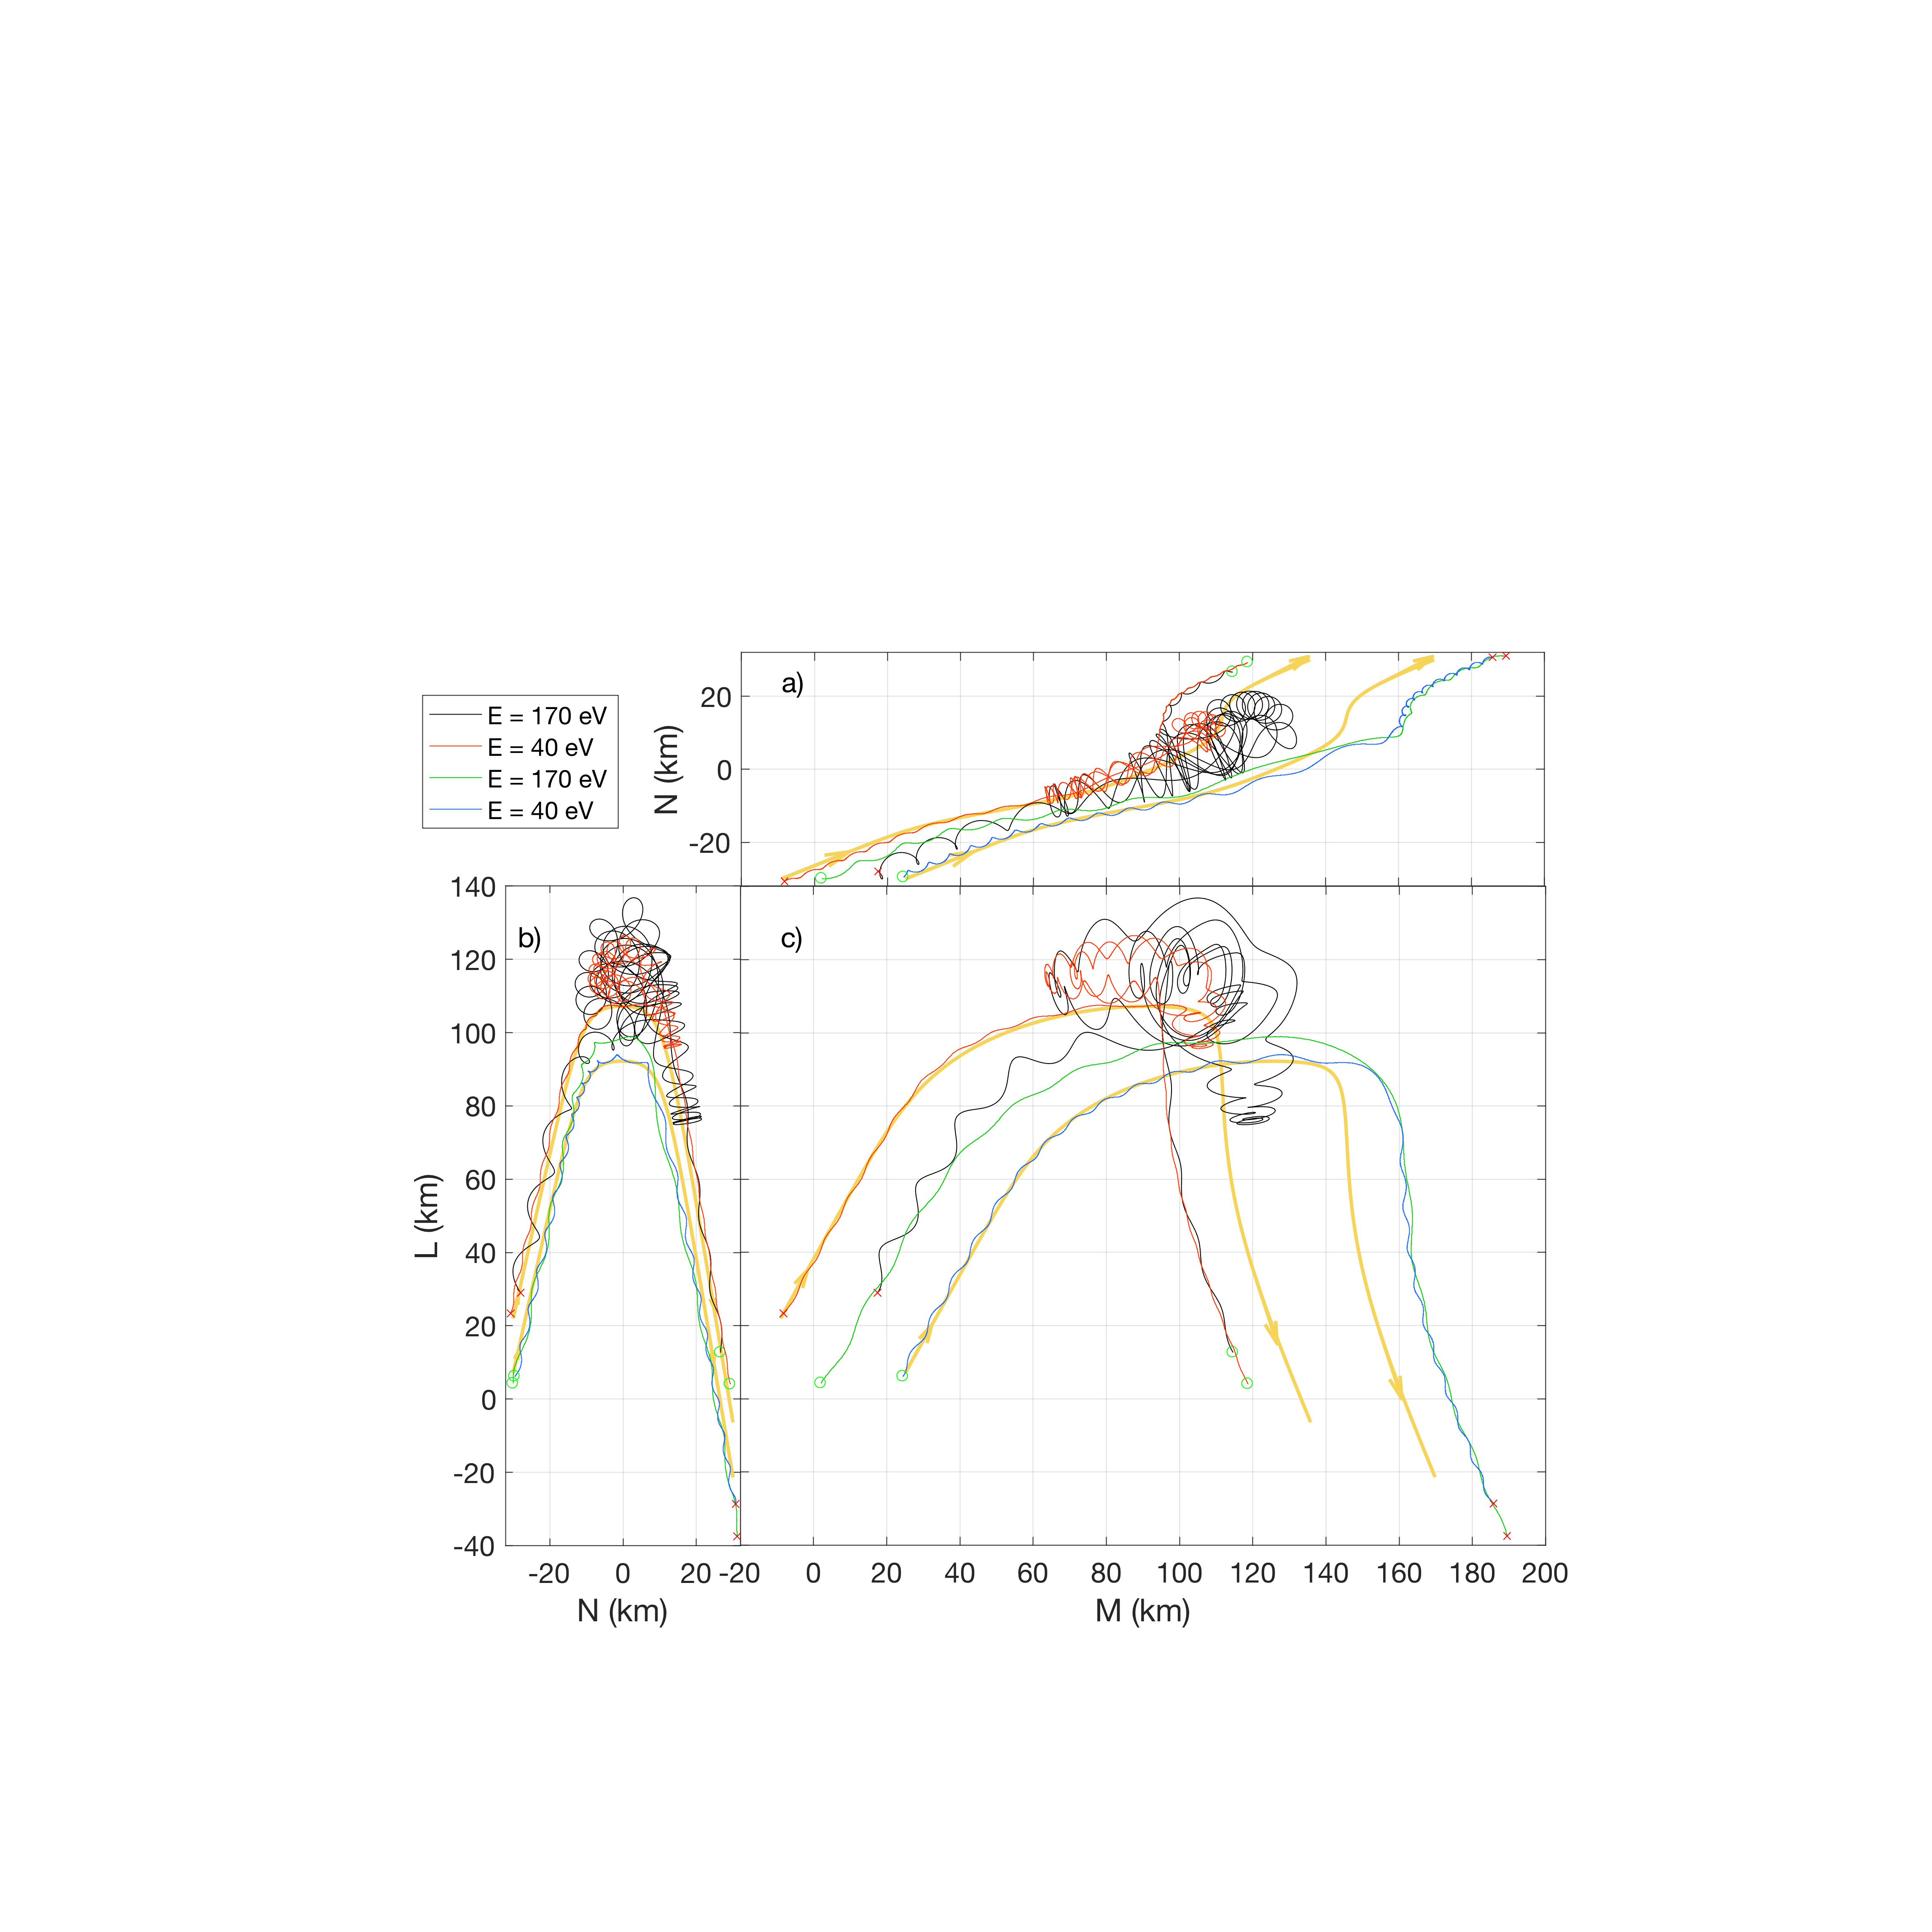 a)
20
0
-20
N (km)
E = 170 eV
E = 40 eV
E = 170 eV
E = 40 eV
140
120
100
80
60
40
20
0
-20
-40
L (km)
b)
c)
-20 0 20
N (km)
-20 0 20 40 60 80 100 120 140 160 180 200
M (km)